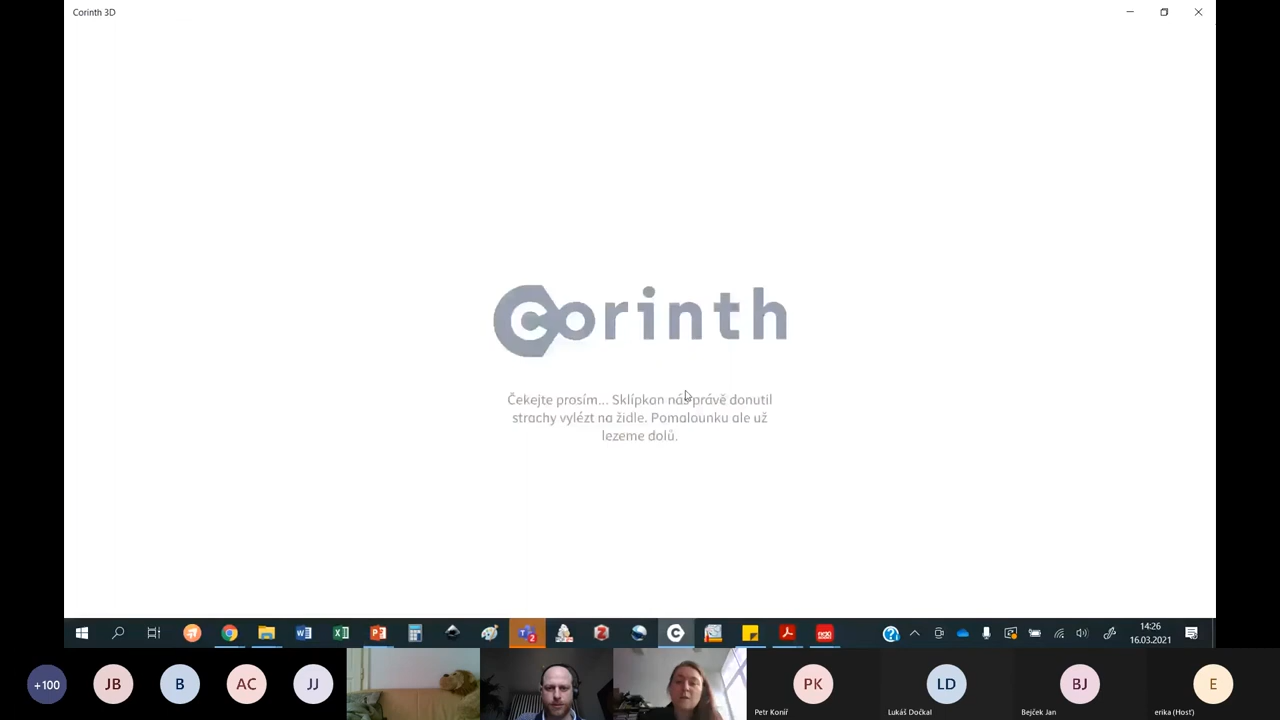 Corinth 3D
Corinth
Čekejte prosím... Sklípkan nás právě donutil
strachy vylézt na židle. Pomalounku ale už
lezeme dolů.
14:26
16.03.2021
+100
JB
B
AC
JJ
PK
LD
BJ
E
Petr Koníř
Lukáš Dočkal
Bejček Jan
erika (Host)